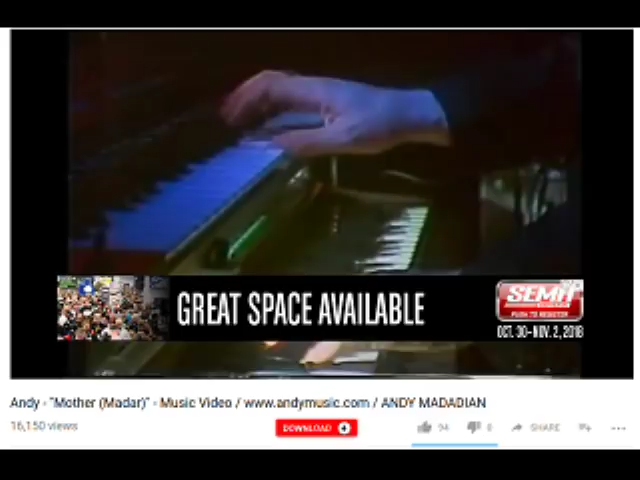 GREAT SPACE AVAILABLE
SEMA
PUSH TO REGISTER
OCT. 30-NOV. 2, 2018
Andy - "Mother (Madar)" - Music Video / www.andymusic.com / ANDY MADADIAN
16,150 views
DOWNLOAD
94
0
SHARE